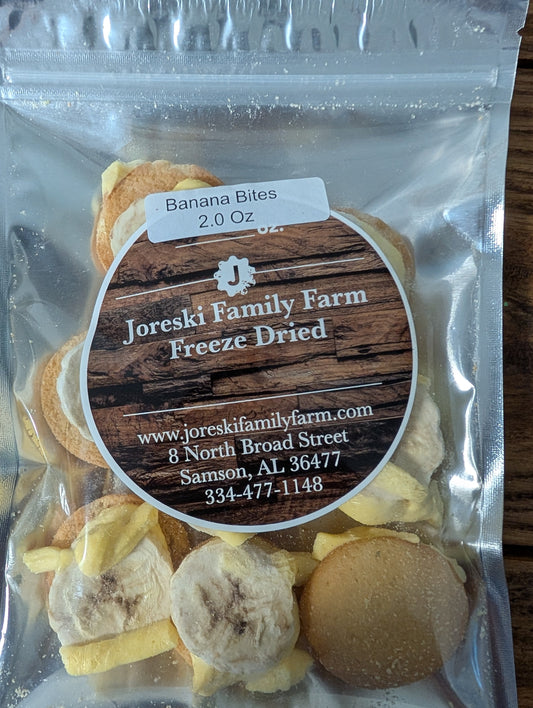 Banana Bites
2.0 Oz
oz.
J
Joreski Family Farm
Freeze Dried
www.joreskifamilyfarm.com
8 North Broad Street
Samson, AL 36477
334-477-1148